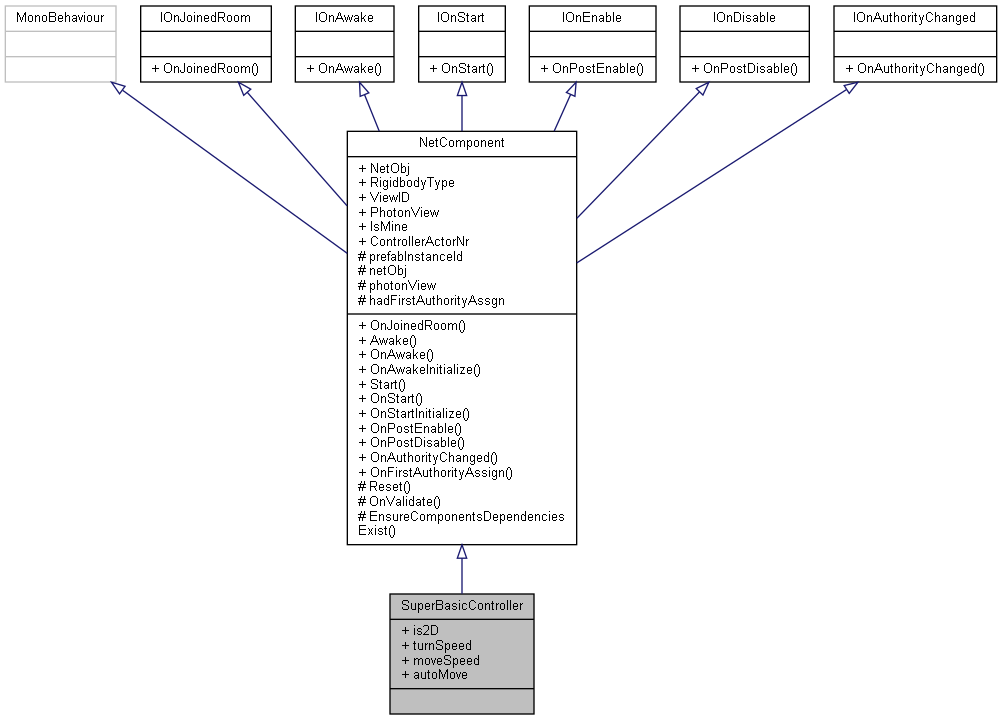 MonoBehaviour
IOnJoinedRoom
+ OnJoinedRoom()
IOnAwake
+ OnAwake()
IOnStart
+ OnStart()
IOnEnable
+ OnPostEnable()
IOnDisable
+ OnPostDisable()
IOnAuthorityChanged
+ OnAuthorityChanged()
NetComponent
+ NetObj
+ RigidbodyType
+ ViewID
+ PhotonView
+ IsMine
+ ControllerActorNr
# prefabInstanceId
# netObj
# photonView
# hadFirstAuthorityAssgn
+ OnJoinedRoom()
+ Awake()
+ OnAwake()
+ OnAwakeInitialize()
+ Start()
+ OnStart()
+ OnStartInitialize()
+ OnPostEnable()
+ OnPostDisable()
+ OnAuthorityChanged()
+ OnFirstAuthorityAssign()
# Reset()
# OnValidate()
# EnsureComponentsDependencies
Exist()
SuperBasicController
+ is2D
+ turnSpeed
+ moveSpeed
+ autoMove